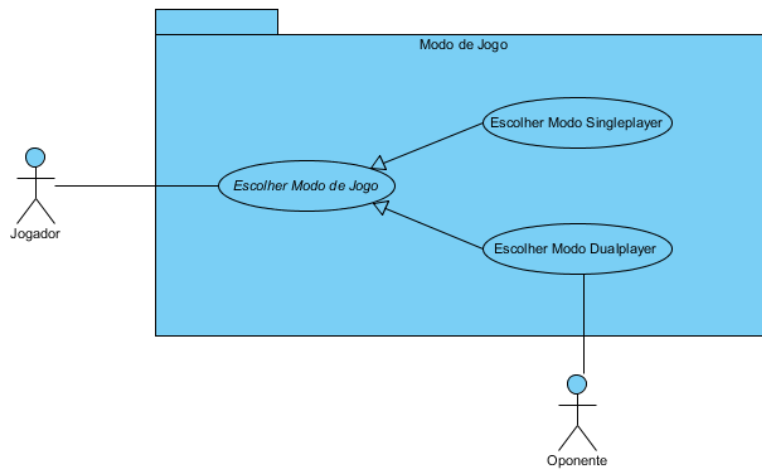 Modo de Jogo
Escolher Modo Singleplayer
Escolher Modo de Jogo
Jogador
Escolher Modo Dualplayer
Oponente